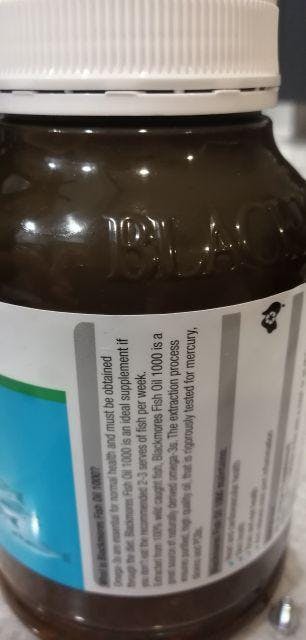 BLAC
What is Blackmores Fish Oil 1000?
Omega-3s are essential for normal health and must be obtained
through the diet. Blackmores Fish Oil 1000 is an ideal supplement if
you don't eat the recommended 2-3 serves of fish per week.
Extracted from 100% wild caught fish, Blackmores Fish Oil 1000 is a
great source of naturally derived omega-3s. The extraction process
ensures purified, high quality oil, that is rigorously tested for mercury,
dioxins and PCBs.
Blackmores Fish Oil 1000